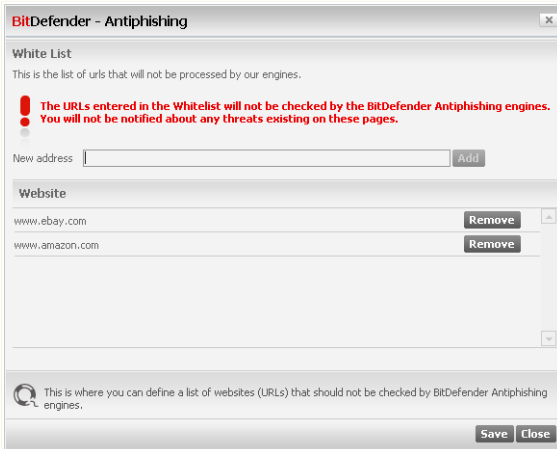 BitDefender - Antiphishing
White List
This is the list of urls that will not be processed by our engines.
The URLs entered in the Whitelist will not be checked by the BitDefender Antiphishing engines.
You will not be notified about any threats existing on these pages.
New address Add
Website
www.ebay.com Remove
www.amazon.com Remove
This is where you can define a list of websites (URLs) that should not be checked by BitDefender Antiphishing
engines.
Save Close